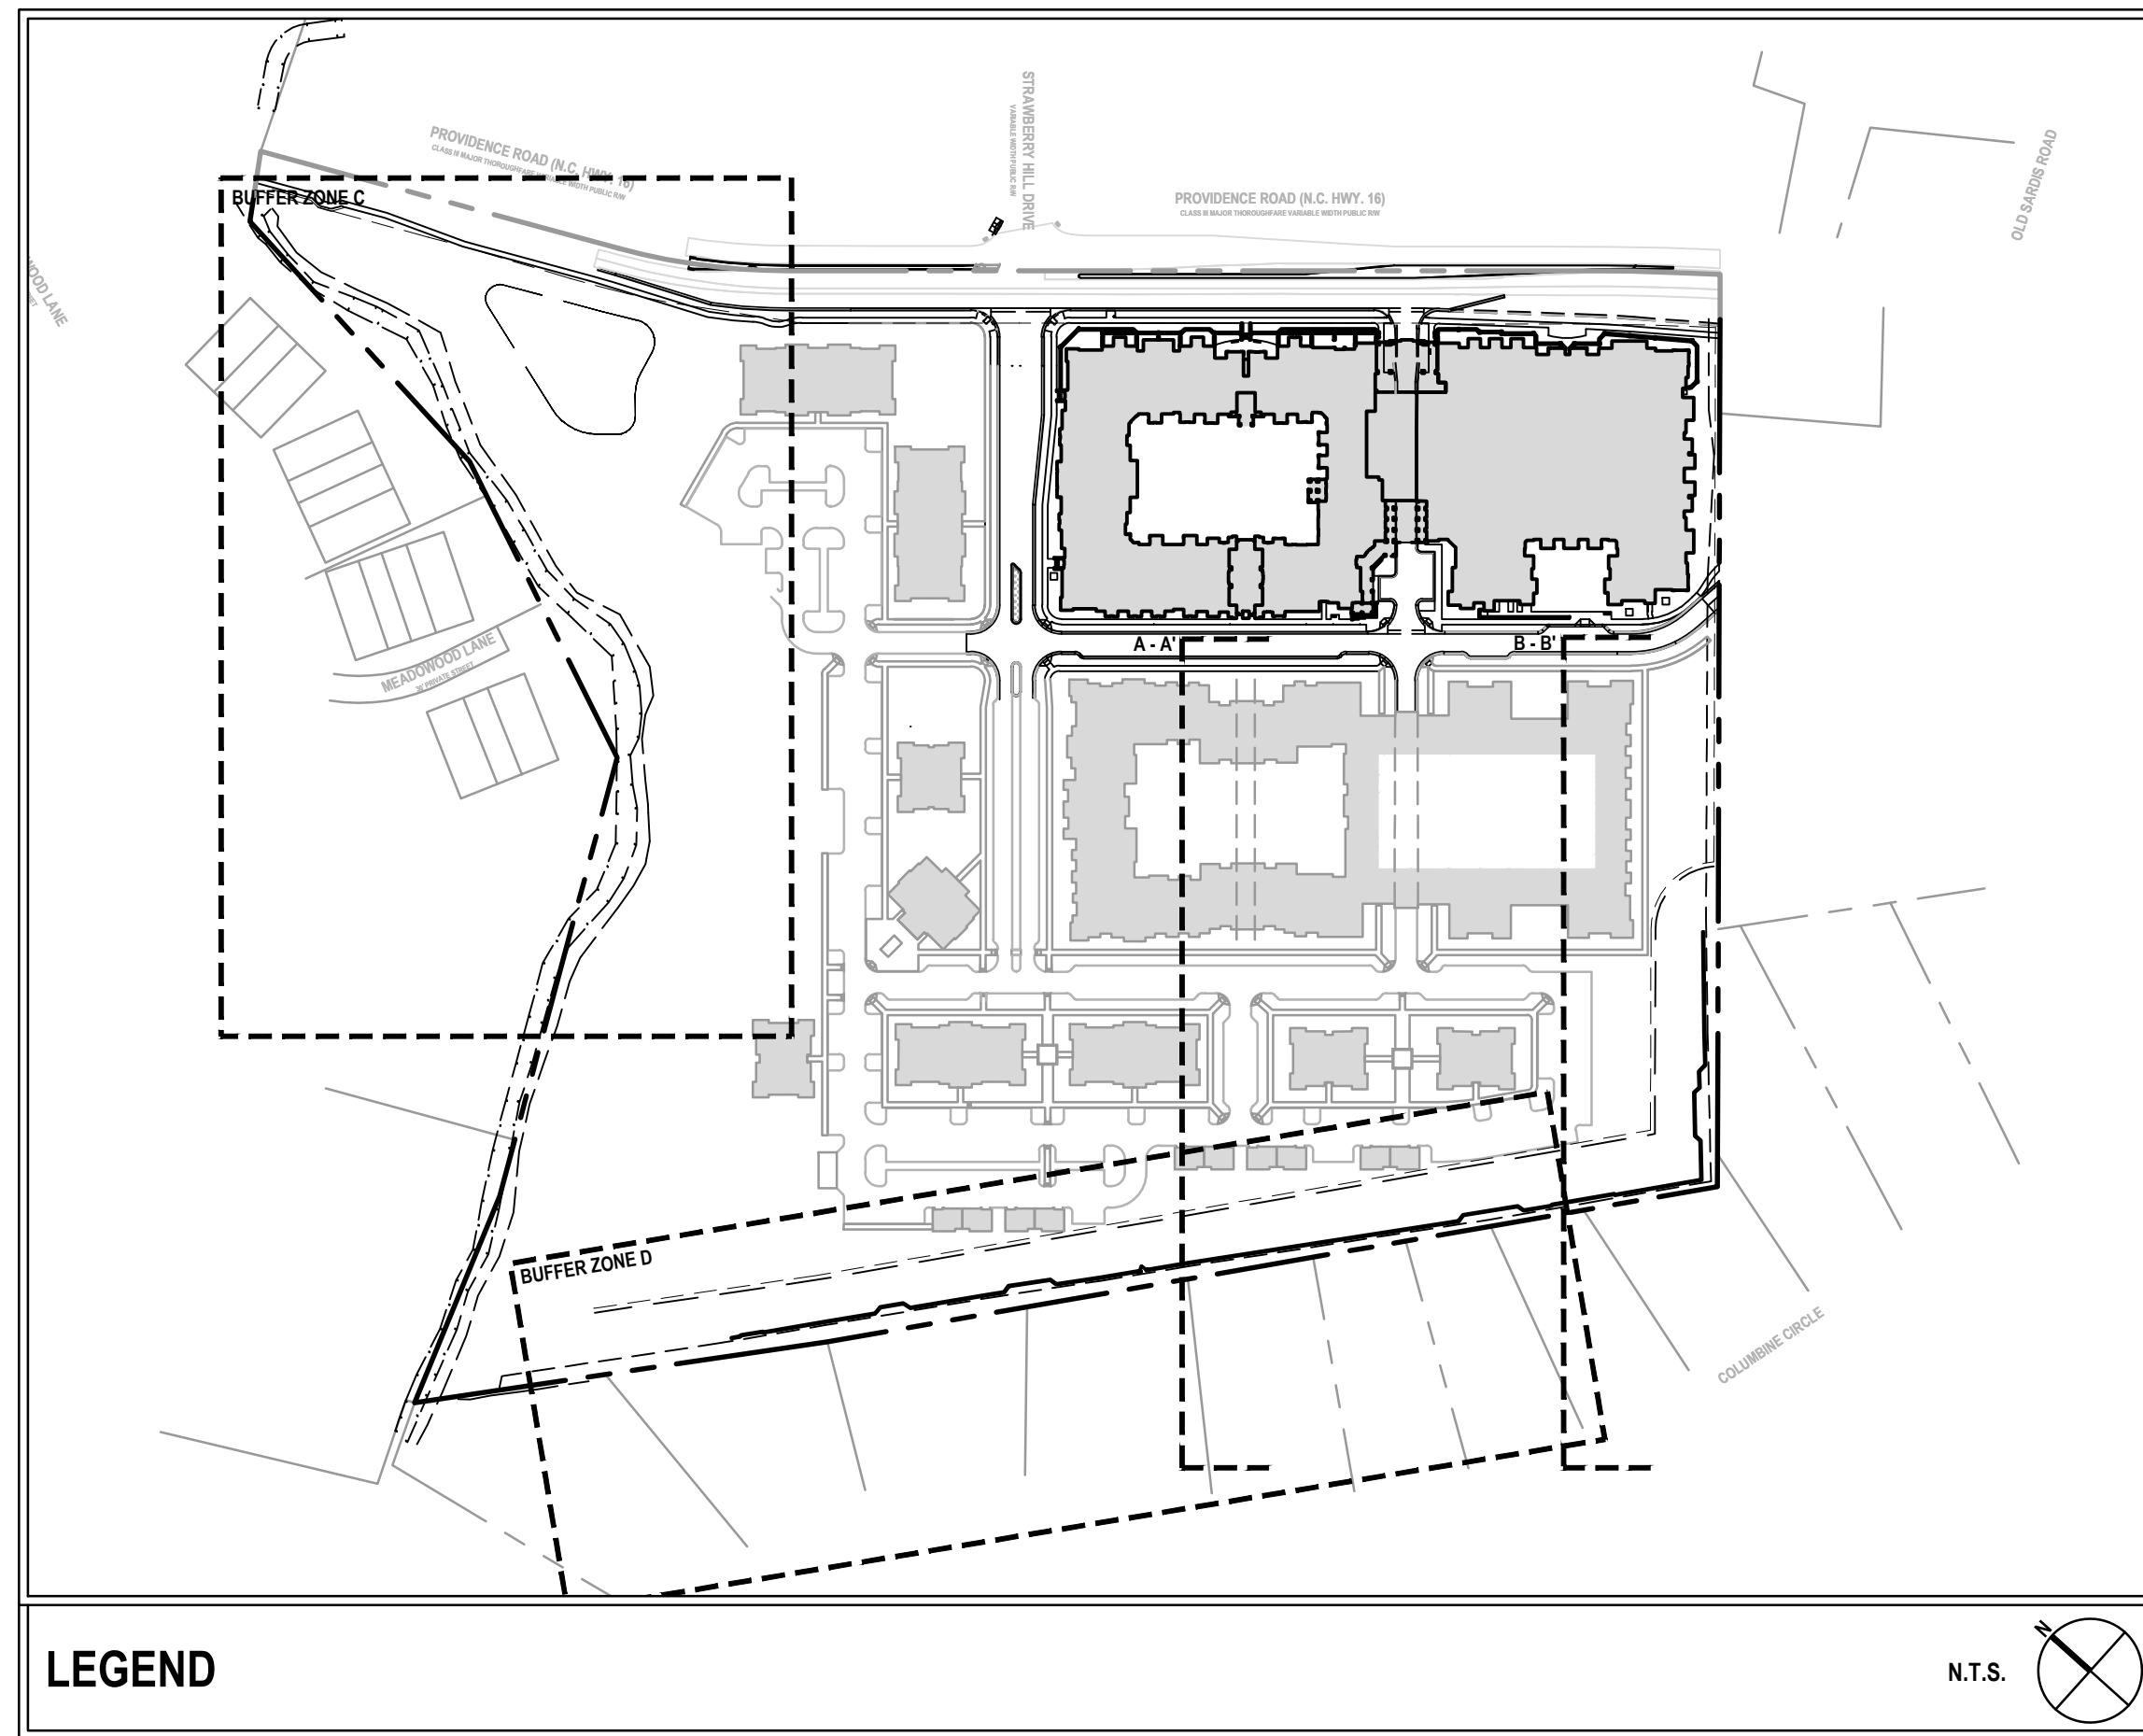 STRAWBERRY HILL DRIVE
VARIABLE WIDTH PUBLIC R/W
PROVIDENCE ROAD (N.C. HWY. 16)
CLASS III MAJOR THOROUGHFARE VARIABLE WIDTH PUBLIC R/W
OLD SARDIS ROAD
BUFFER ZONE C
PROVIDENCE ROAD (N.C. HWY. 16)
CLASS III MAJOR THOROUGHFARE VARIABLE WIDTH PUBLIC R/W
WOOD LANE
A - A'
B - B'
MEADOWOOD LANE
PRIVATE STREET
BUFFER ZONE D
COLUMBINE CIRCLE
LEGEND
N.T.S.
N